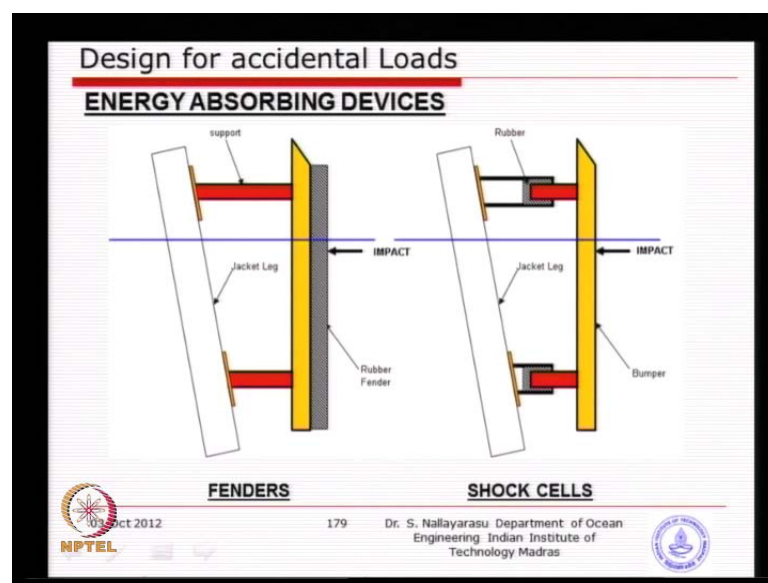 Design for accidental Loads
ENERGY ABSORBING DEVICES
support
Rubber
IMPACT
IMPACT
Jacket Leg
Jacket Leg
Rubber
Fender
Bumper
FENDERS
SHOCK CELLS
03 Oct 2012
179
Dr. S. Nallayarasu Department of Ocean
Engineering Indian Institute of
Technology Madras
NPTEL